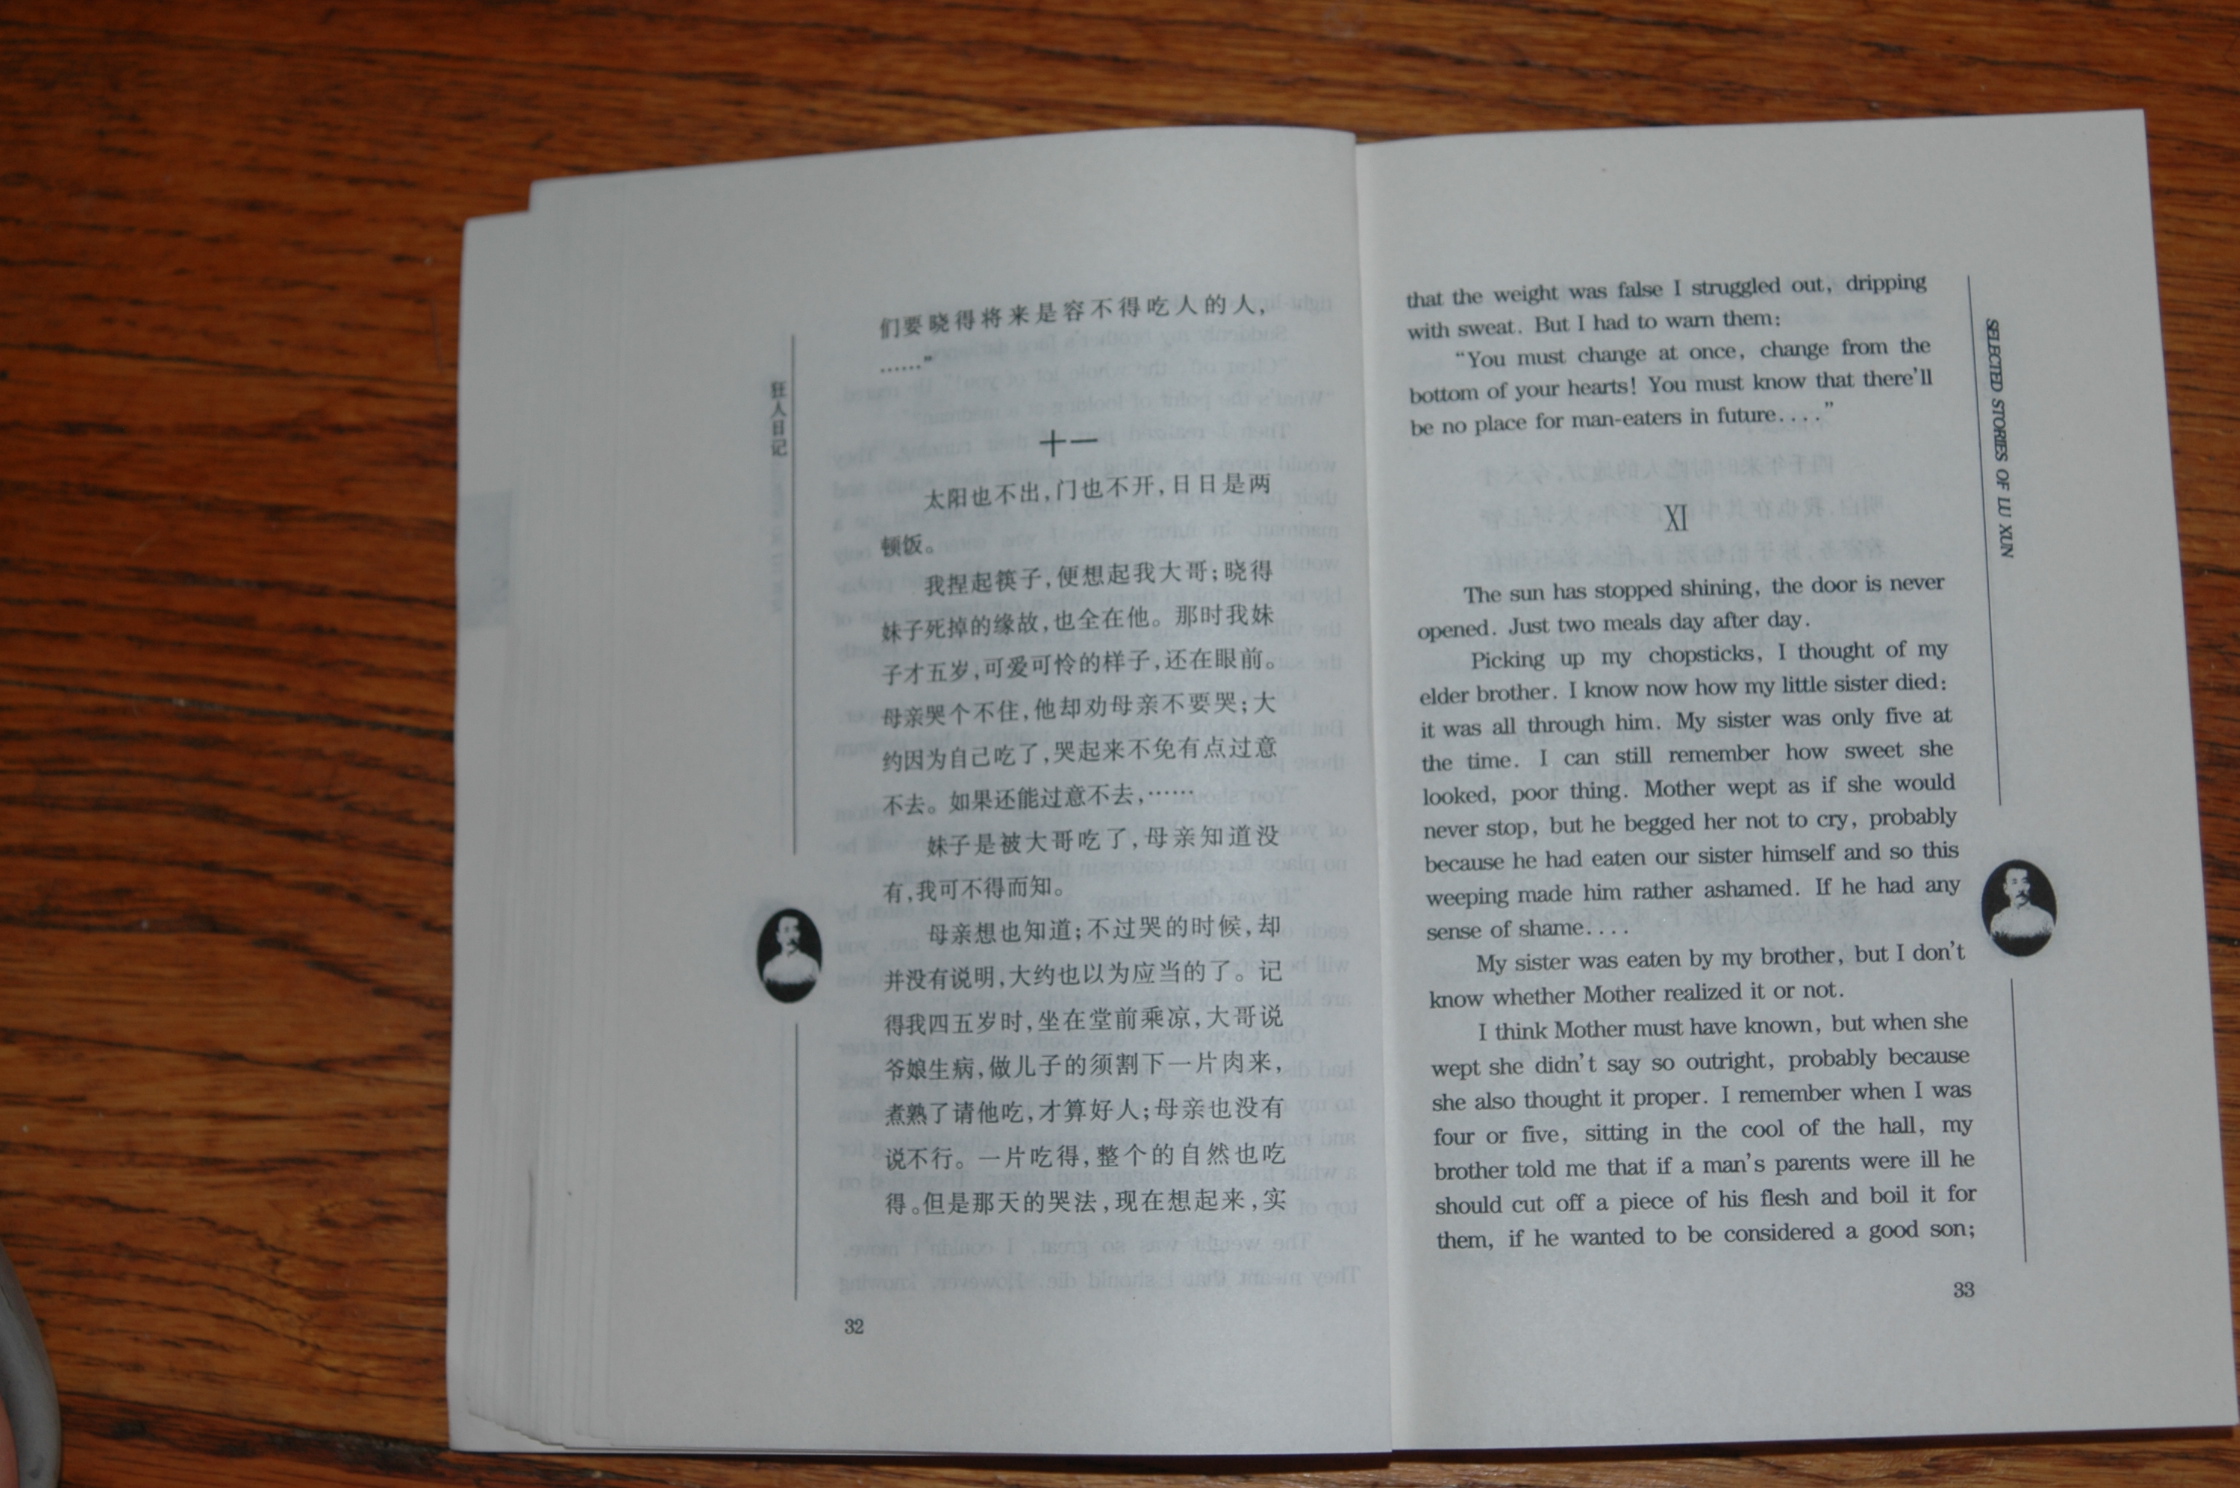 狂人日记
们要晓得将来是容不得吃人的人，
……”
十一
太阳也不出，门也不开，日日是两
顿饭。
我捏起筷子，便想起我大哥；晓得
妹子死掉的缘故，也全在他。那时我妹
子才五岁，可爱可怜的样子，还在眼前。
母亲哭个不住，他却劝母亲不要哭；大
约因为自己吃了，哭起来不免有点过意
不去。如果还能过意不去，……
妹子是被大哥吃了，母亲知道没
有，我可不得而知。
母亲想也知道；不过哭的时候，却
并没有说明，大约也以为应当的了。记
得我四五岁时，坐在堂前乘凉，大哥说
爷娘生病，做儿子的须割下一片肉来，
煮熟了请他吃，才算好人；母亲也没有
说不行。一片吃得，整个的自然也吃
得。但是那天的哭法，现在想起来，实
32
SELECTED STORIES OF LU XUN
that the weight was false I struggled out, dripping
with sweat. But I had to warn them:
“You must change at once, change from the
bottom of your hearts! You must know that there'll
be no place for man-eaters in future....”
XI
The sun has stopped shining, the door is never
opened. Just two meals day after day.
Picking up my chopsticks, I thought of my
elder brother. I know now how my little sister died:
it was all through him. My sister was only five at
the time. I can still remember how sweet she
looked, poor thing. Mother wept as if she would
never stop, but he begged her not to cry, probably
because he had eaten our sister himself and so this
weeping made him rather ashamed. If he had any
sense of shame....
My sister was eaten by my brother, but I don't
know whether Mother realized it or not.
I think Mother must have known, but when she
wept she didn't say so outright, probably because
she also thought it proper. I remember when I was
four or five, sitting in the cool of the hall, my
brother told me that if a man's parents were ill he
should cut off a piece of his flesh and boil it for
them, if he wanted to be considered a good son;
33